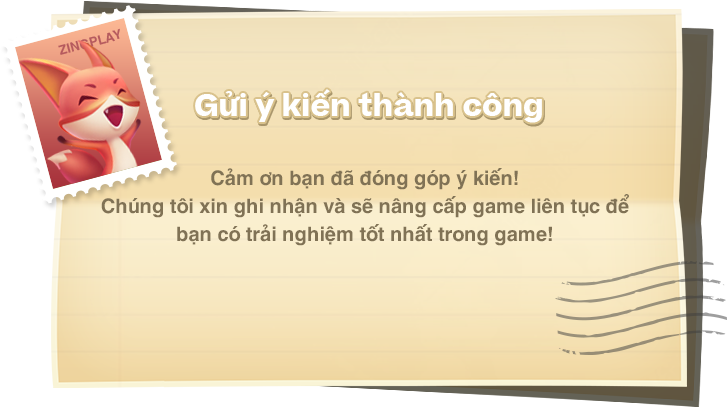 ZINGPLAY
Gửi ý kiến thành công
Cảm ơn bạn đã đóng góp ý kiến!
Chúng tôi xin ghi nhận và sẽ nâng cấp game liên tục để
bạn có trải nghiệm tốt nhất trong game!